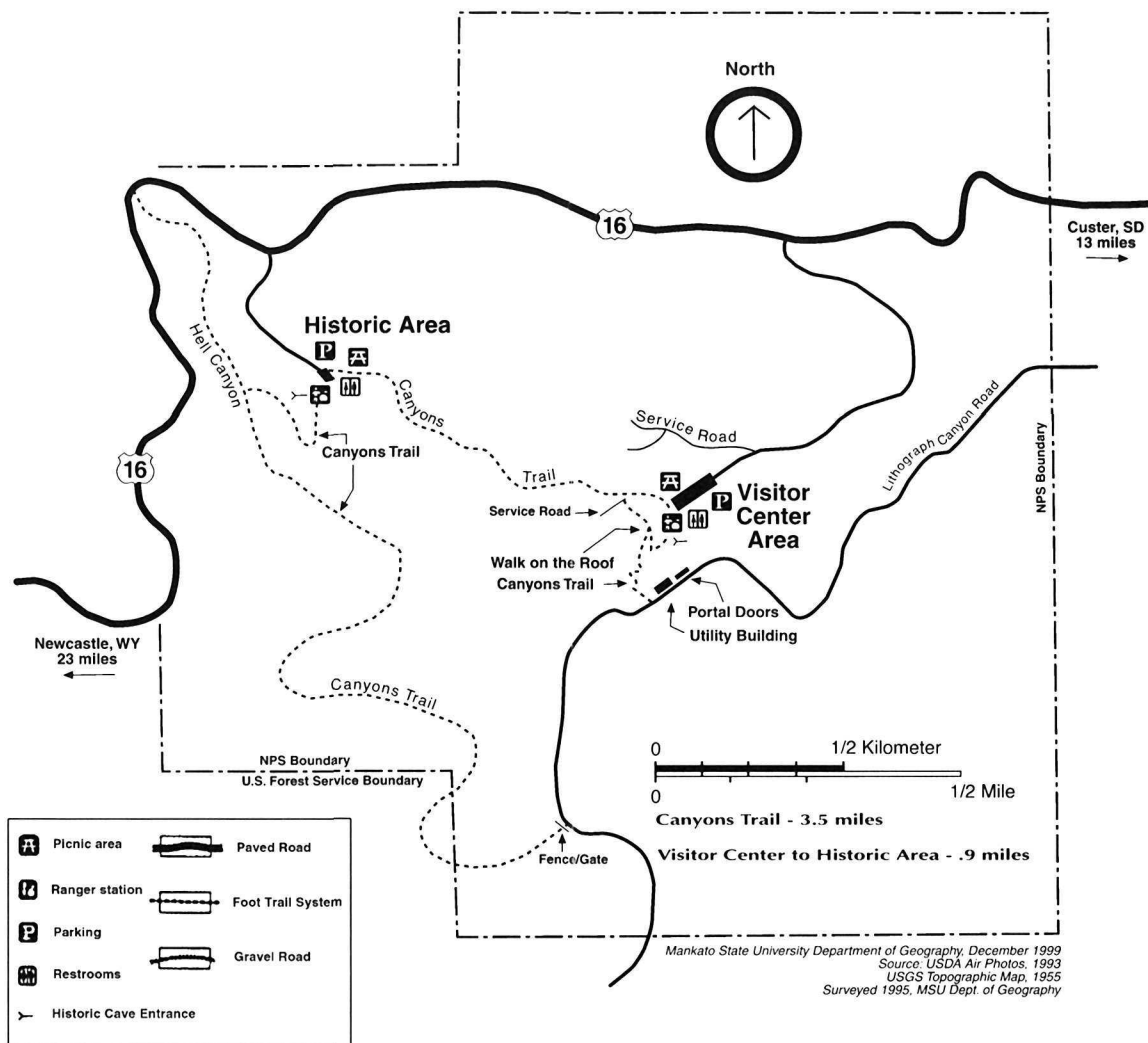 North
16
Custer, SD
13 miles
Historic Area
P
Hell Canyon
Canyons
Trail
Canyons Trail
16
Service Road
Lithograph Canyon Road
NPS Boundary
Service Road
P
Visitor
Center
Area
Walk on the Roof
Canyons Trail
Portal Doors
Utility Building
Newcastle, WY
23 miles
Canyons Trail
NPS Boundary
U.S. Forest Service Boundary
0 1/2 Kilometer
0 1/2 Mile
Canyons Trail - 3.5 miles
Visitor Center to Historic Area - .9 miles
Fence/Gate
Picnic area
Paved Road
Ranger station
Foot Trail System
P Parking
Gravel Road
Restrooms
Historic Cave Entrance
Mankato State University Department of Geography, December 1999
Source: USDA Air Photos, 1993
USGS Topographic Map, 1955
Surveyed 1995, MSU Dept. of Geography